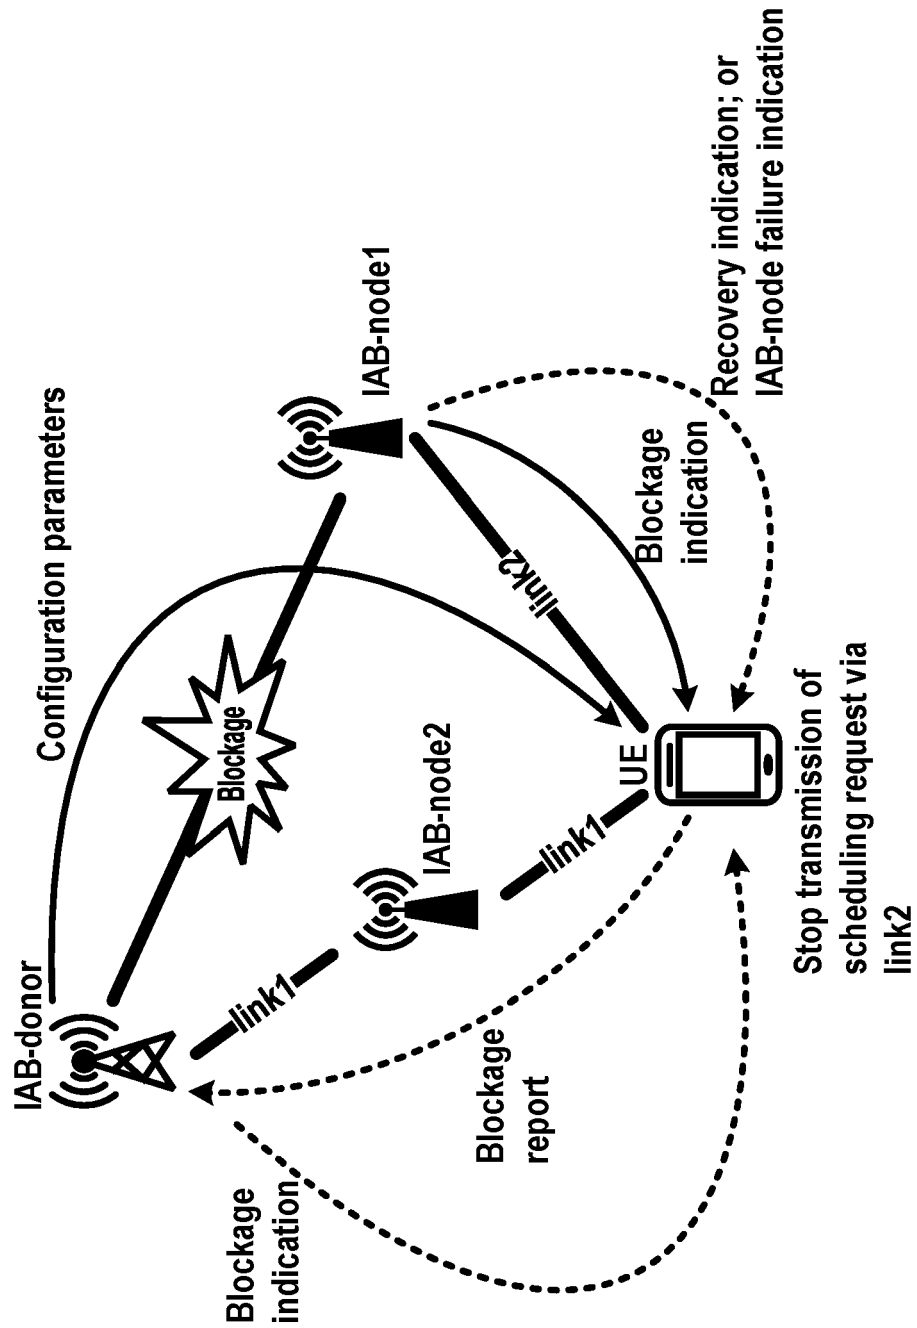 IAB-donor
Configuration parameters
Blockage
link1
IAB-node2
link1
IAB-node1
link2
UE
Blockage
indication
Recovery indication; or
IAB-node failure indication
Blockage
report
Blockage
indication
Stop transmission of
scheduling request via
link2